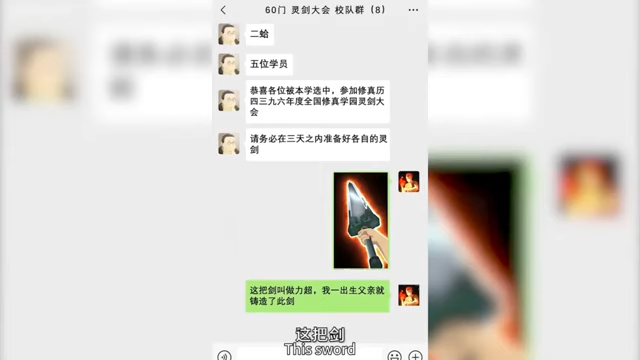 60门 灵剑大会 校队群（8）
二蛤
五位学员
恭喜各位被本学选中，参加修真历
四三九六年度全国修真学园灵剑大
会
请务必在三天之内准备好各自的灵
剑
这把剑叫做力超，我一出生父亲就
铸造了此剑
这把剑
This sword